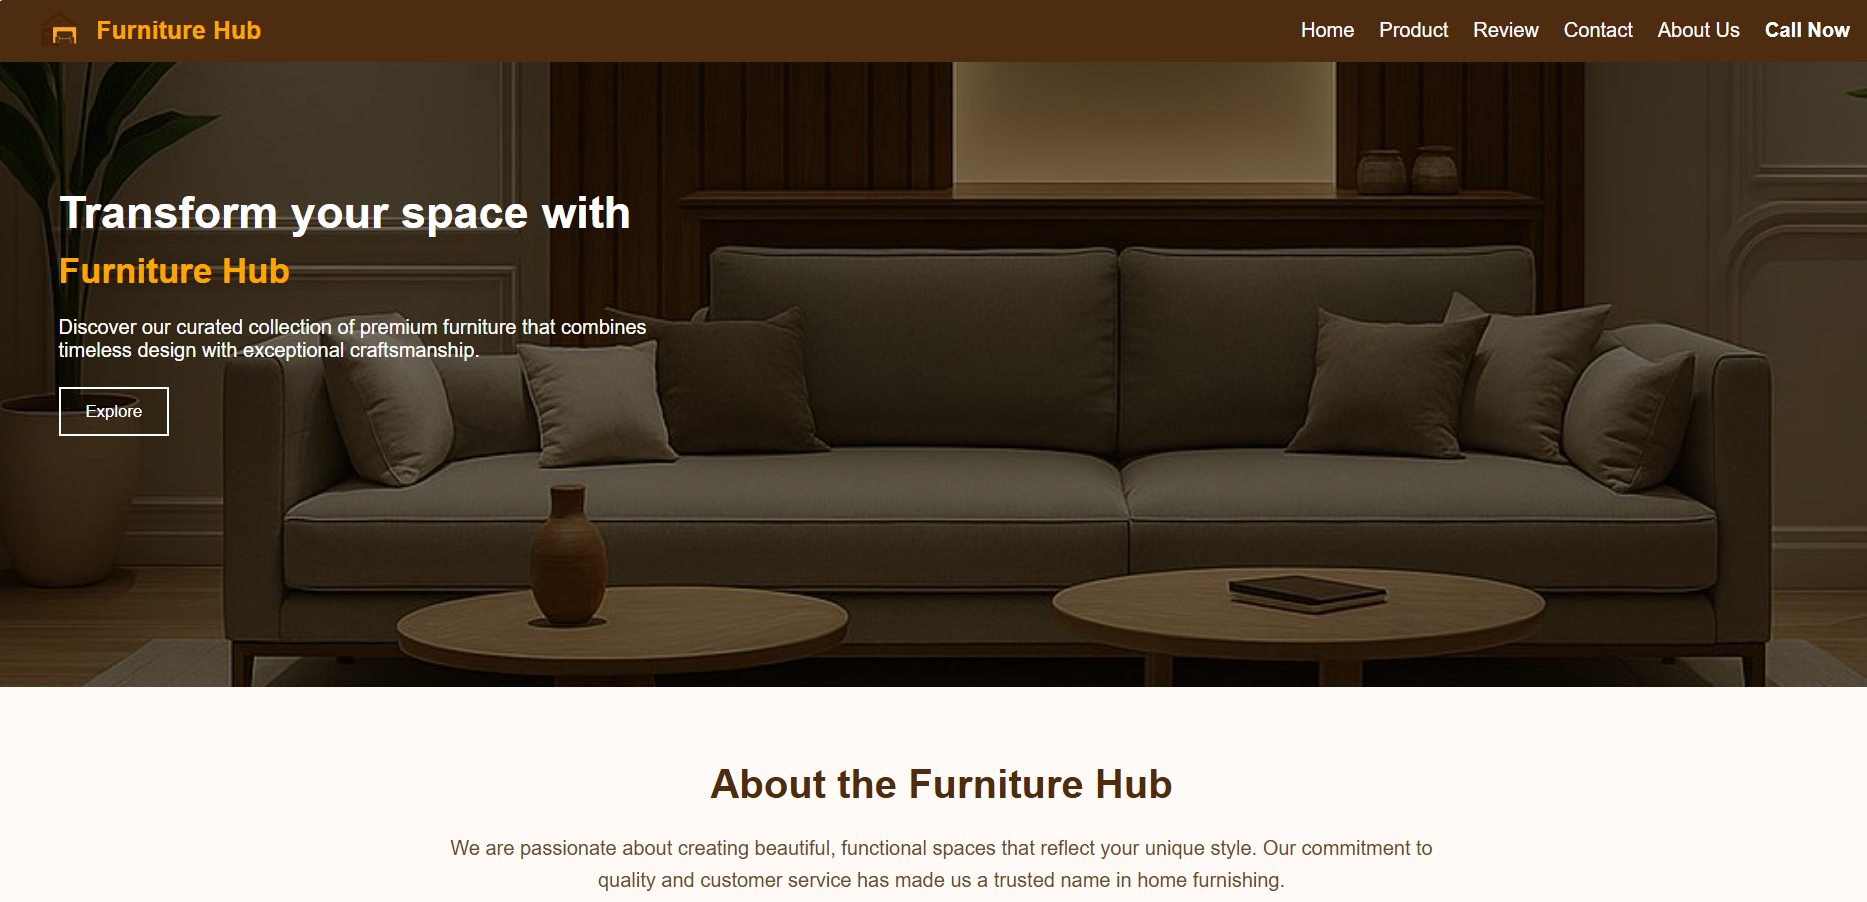 Furniture Hub
Home Product Review Contact About Us Call Now
Transform your space with
Furniture Hub
Discover our curated collection of premium furniture that combines
timeless design with exceptional craftsmanship.
Explore
About the Furniture Hub
We are passionate about creating beautiful, functional spaces that reflect your unique style. Our commitment to
quality and customer service has made us a trusted name in home furnishing.